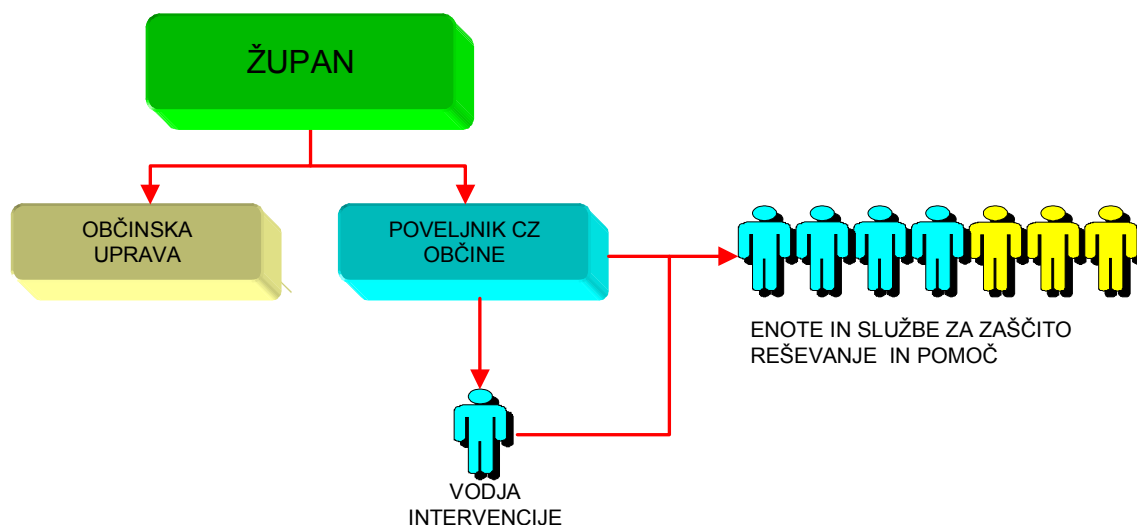 ŽUPAN
OBČINSKA
UPRAVA
POVELJNIK CZ
OBČINE
ENOTE IN SLUŽBE ZA ZAŠČITO
REŠEVANJE IN POMOČ
VODJA
INTERVENCIJE